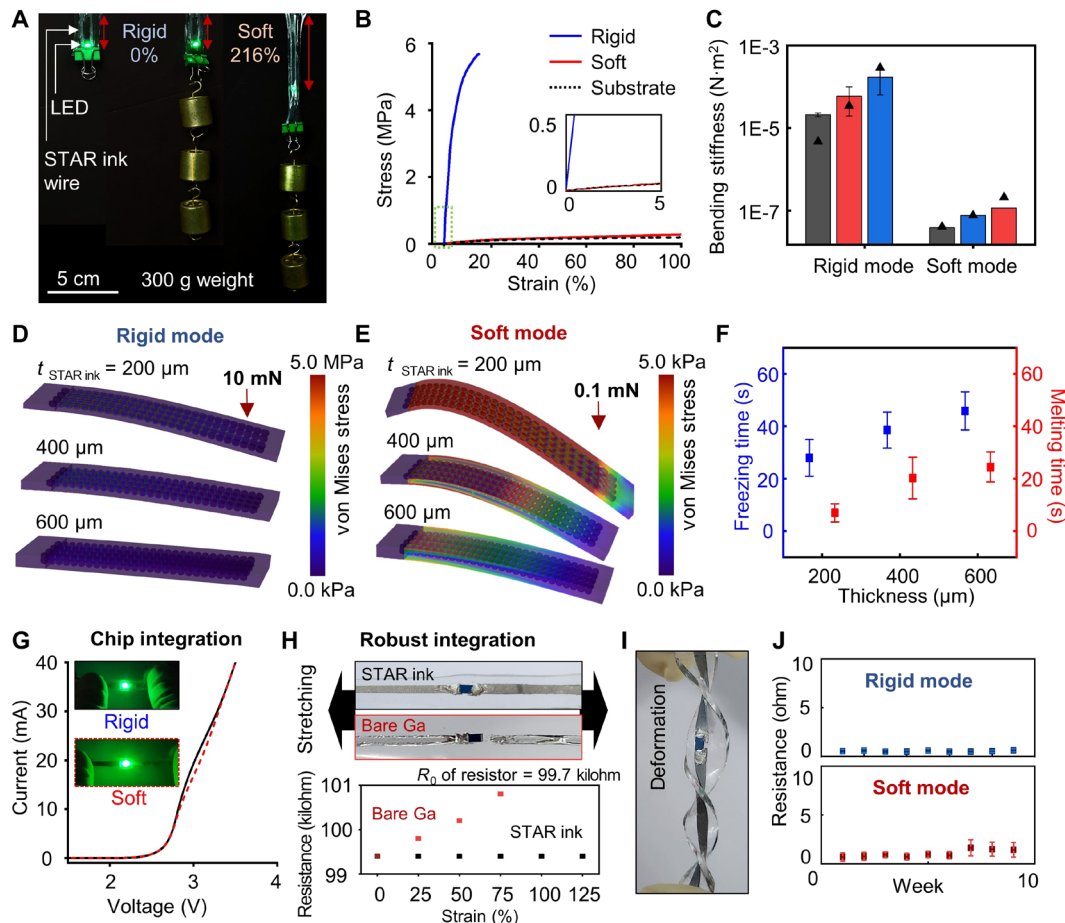 A
Rigid
0%
Soft
216%
LED
STAR ink
wire
5 cm
300 g weight
B
Stress (MPa)
6
4
2
0
Rigid
Soft
Substrate
0.5
0
0
5
0
20
40
60
80
100
Strain (%)
C
Bending stiffness (N·m²)
1E-3
1E-5
1E-7
Rigid mode
Soft mode
D
Rigid mode
t STAR ink = 200 µm
10 mN
400 µm
600 µm
5.0 MPa
von Mises stress
0.0 kPa
E
Soft mode
t STAR ink = 200 µm
0.1 mN
400 µm
600 µm
5.0 kPa
von Mises stress
0.0 kPa
F
Freezing time (s)
60
40
20
0
60
40
20
0
Melting time (s)
200
400
600
Thickness (µm)
G
Chip integration
Current (mA)
40
30
20
10
0
Rigid
Soft
2
3
4
Voltage (V)
H
Robust integration
Stretching
STAR ink
Bare Ga
R0 of resistor = 99.7 kilohm
Resistance (kilohm)
101
100
99
Bare Ga
STAR ink
0
25
50
75
100
125
Strain (%)
I
Deformation
J
Resistance (ohm)
10
5
0
Rigid mode
10
5
0
Soft mode
0
10
Week